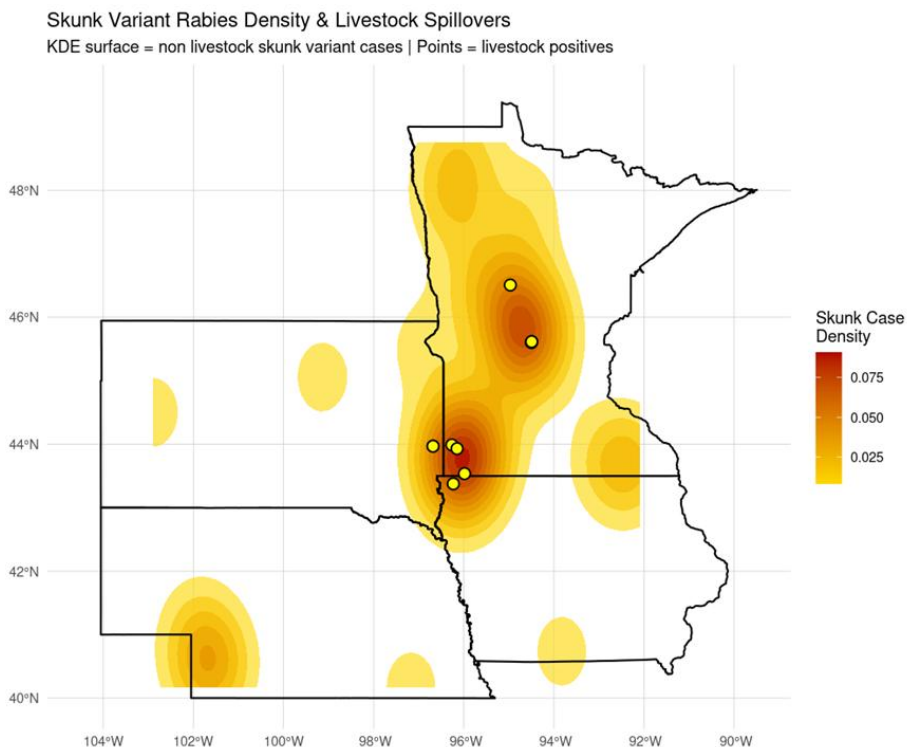 Skunk Variant Rabies Density & Livestock Spillovers
KDE surface = non livestock skunk variant cases | Points = livestock positives
48°N
46°N
44°N
42°N
40°N
104°W
102°W
100°W
98°W
96°W
94°W
92°W
90°W
Skunk Case
Density
0.075
0.050
0.025